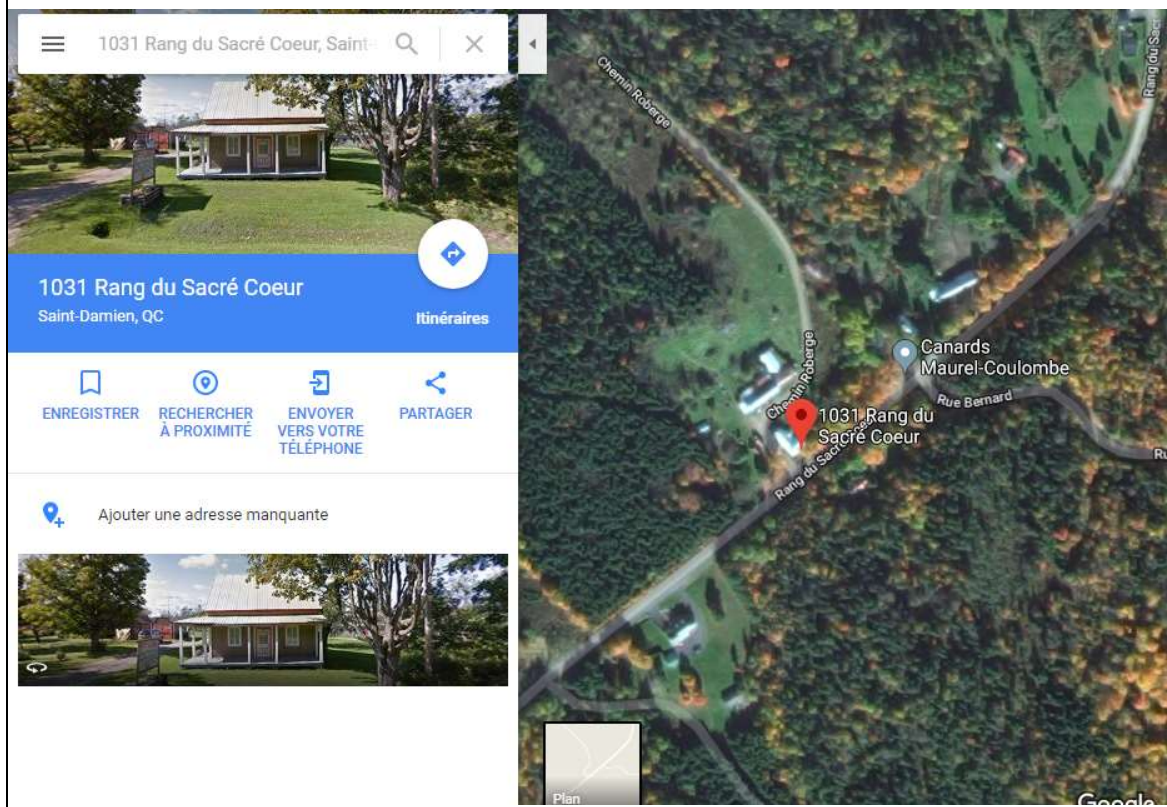 1031 Rang du Sacré Coeur, Saint-
1031 Rang du Sacré Coeur
Saint-Damien, QC
Itinéraires
ENREGISTRER
RECHERCHER
À PROXIMITÉ
ENVOYER
VERS VOTRE
TÉLÉPHONE
PARTAGER
Ajouter une adresse manquante
Chemin Roberge
Rang du Sacr
Chemin Roberge
Canards
Maurel-Coulombe
Rue Bernard
Ru
1031 Rang du
Sacré Coeur
Rang du Sacré Coeur
Plan
Google